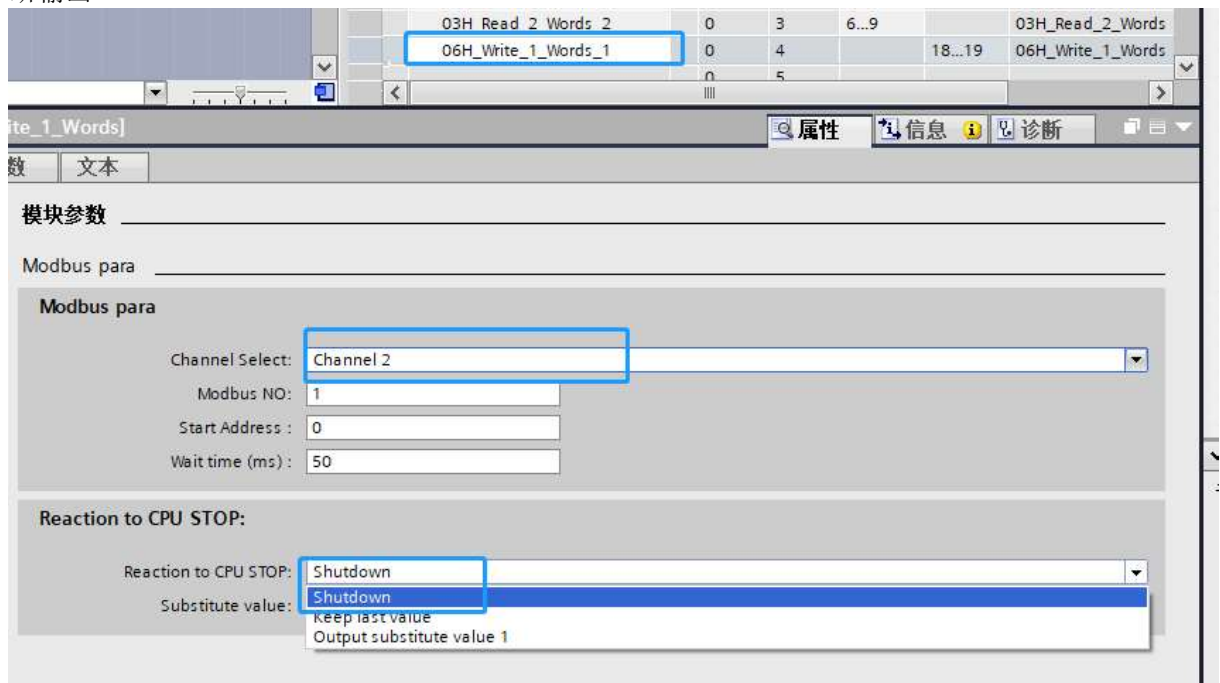 03H_Read_2_Words_2 0 3 6...9 03H_Read_2_Words
06H_Write_1_Words_1 0 4 18...19 06H_Write_1_Words
0 5
ite_1_Words] 属性 信息 诊断
数 文本
模块参数
Modbus para
Modbus para
Channel Select: Channel 2
Modbus NO: 1
Start Address : 0
Wait time (ms) : 50
Reaction to CPU STOP:
Reaction to CPU STOP: Shutdown
Substitute value: Shutdown
Keep last value
Output substitute value 1